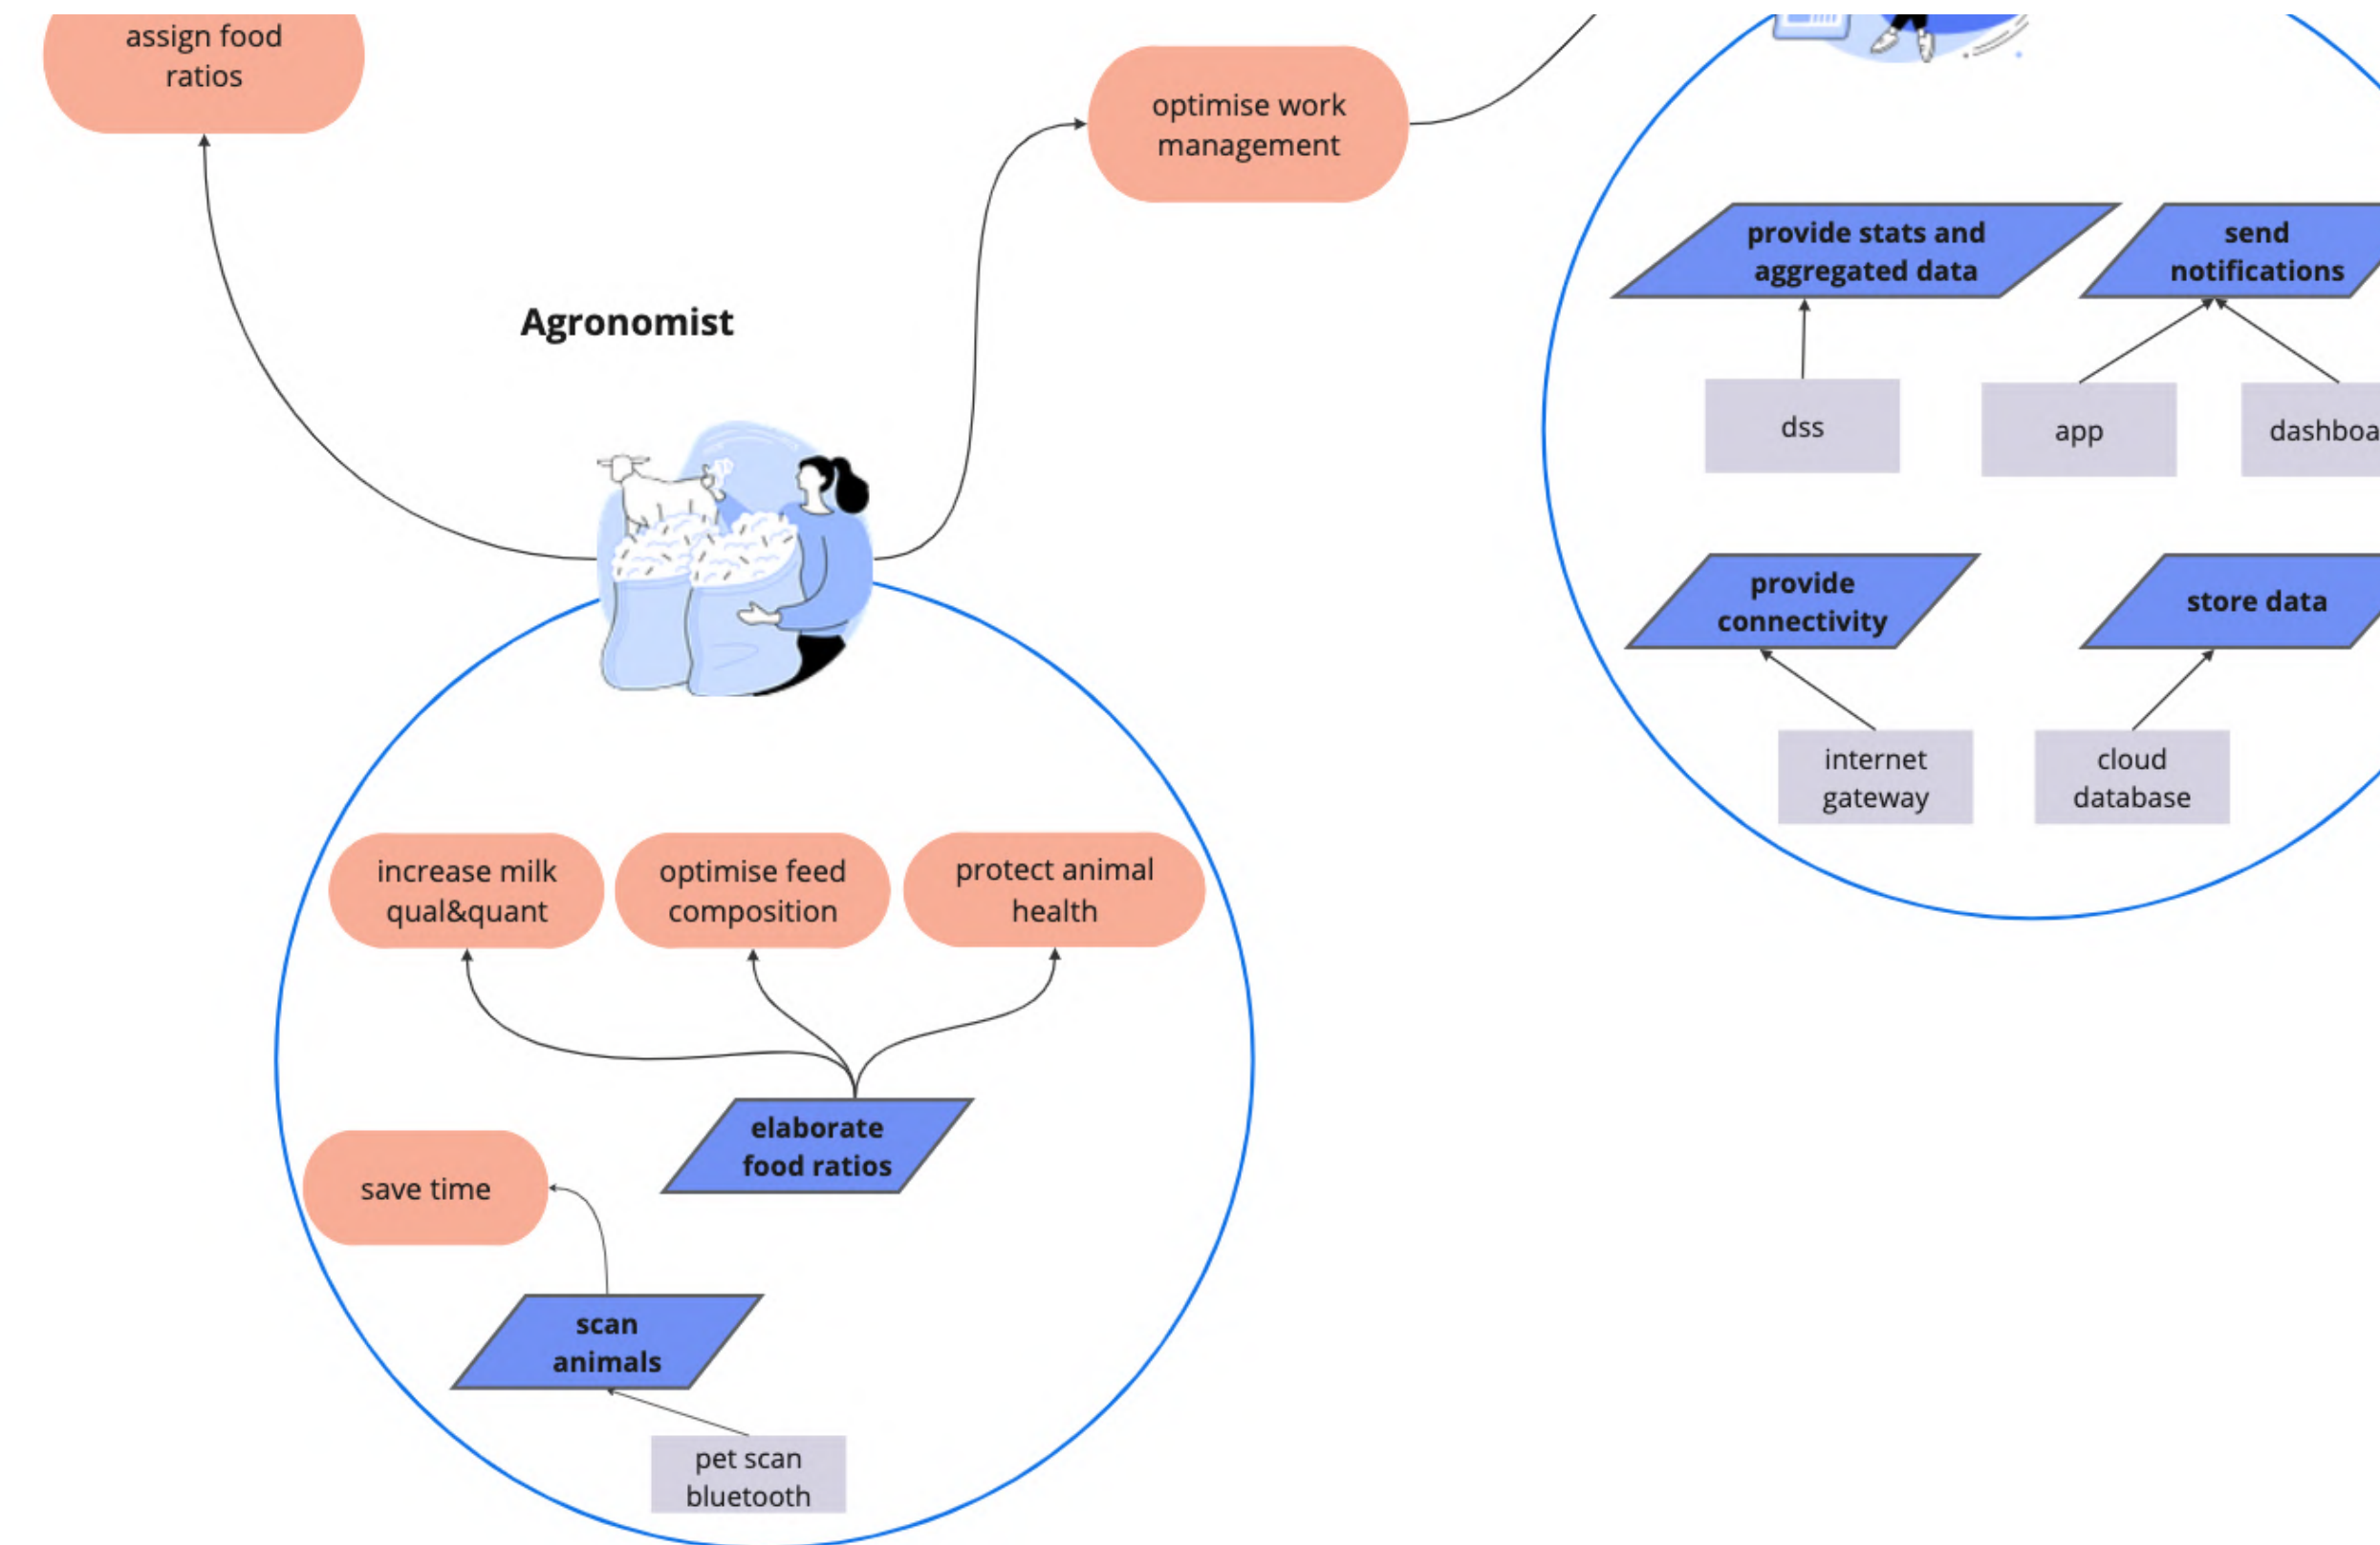 assign food
ratios
optimise work
management
Agronomist
provide stats and
aggregated data
send
notifications
dss
app
dashboa
provide
connectivity
store data
internet
gateway
cloud
database
increase milk
qual&quant
optimise feed
composition
protect animal
health
elaborate
food ratios
save time
scan
animals
pet scan
bluetooth